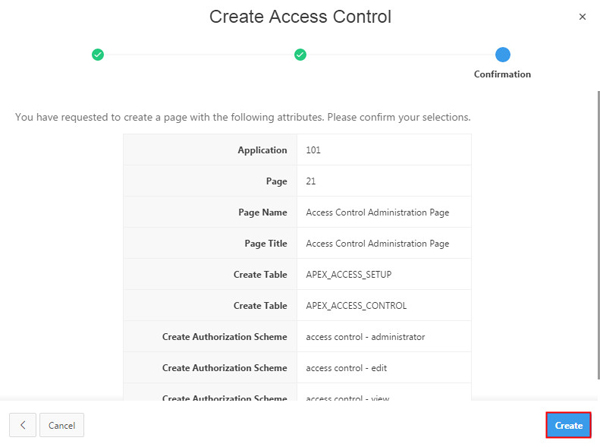 Create Access Control
Confirmation
You have requested to create a page with the following attributes. Please confirm your selections.
Application 101
Page 21
Page Name Access Control Administration Page
Page Title Access Control Administration Page
Create Table APEX_ACCESS_SETUP
Create Table APEX_ACCESS_CONTROL
Create Authorization Scheme access control - administrator
Create Authorization Scheme access control - edit
Create Authorization Scheme access control - view
Cancel Create